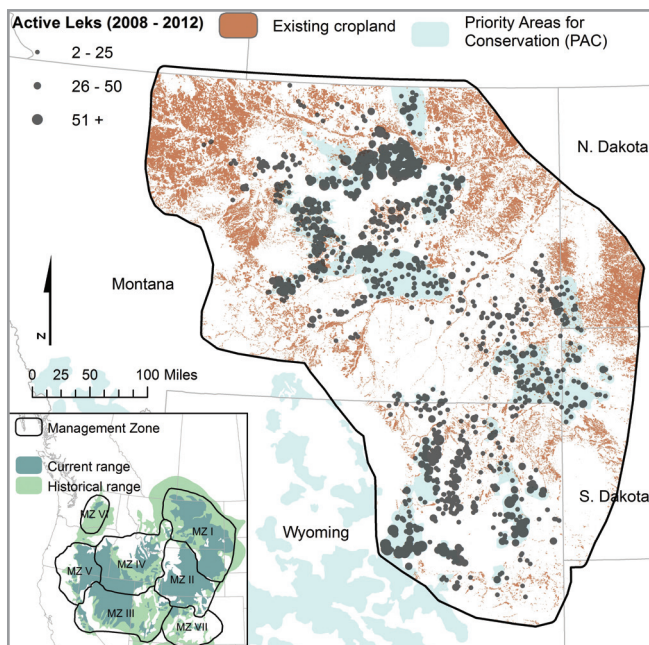 Active Leks (2008 - 2012)
2 - 25
26 - 50
51 +
Existing cropland
Priority Areas for
Conservation (PAC)
N. Dakota
Montana
N
0 25 50 100 Miles
S. Dakota
Wyoming
Management Zone
Current range
Historical range
MZ VI
MZ I
MZ V
MZ IV
MZ II
MZ III
MZ VII